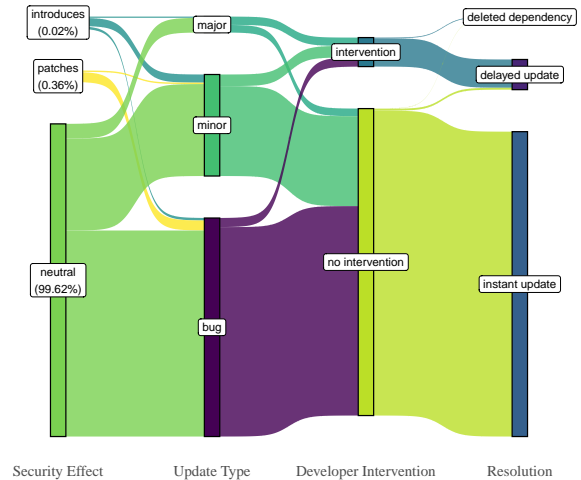 introduces
(0.02%)
patches
(0.36%)
neutral
(99.62%)
major
minor
bug
intervention
no intervention
deleted dependency
delayed update
instant update
Security Effect
Update Type
Developer Intervention
Resolution